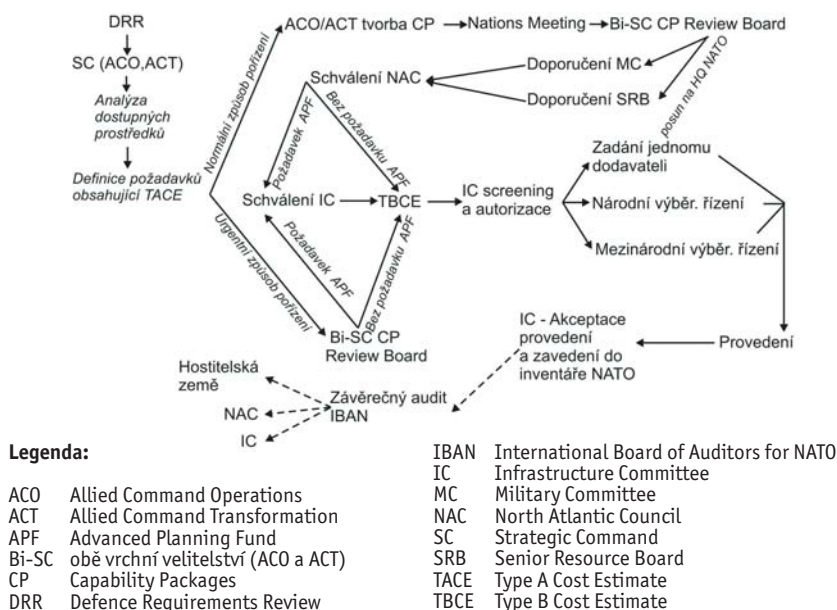 DRR
SC (ACO,ACT)
Analýza
dostupných
prostředků
Definice požadavků
obsahující TACE
Normální způsob pořízení
Urgentní způsob pořízení
ACO/ACT tvorba CP
Nations Meeting
Bi-SC CP Review Board
Doporučení MC
Doporučení SRB
posun na HQ NATO
Schválení NAC
Požadavek APF
Bez požadavku APF
Schválení IC
TBCE
Požadavek APF
Bez požadavku APF
Bi-SC CP
Review Board
IC screening
a autorizace
Zadání jednomu
dodavateli
Národní výběr. řízení
Mezinárodní výběr. řízení
Provedení
IC - Akceptace
provedení
a zavedení do
inventáře NATO
Závěrečný audit
IBAN
Hostitelská
země
NAC
IC
Legenda:
ACO Allied Command Operations
ACT Allied Command Transformation
APF Advanced Planning Fund
Bi-SC obě vrchní velitelství (ACO a ACT)
CP Capability Packages
DRR Defence Requirements Review
IBAN International Board of Auditors for NATO
IC Infrastructure Committee
MC Military Committee
NAC North Atlantic Council
SC Strategic Command
SRB Senior Resource Board
TACE Type A Cost Estimate
TBCE Type B Cost Estimate